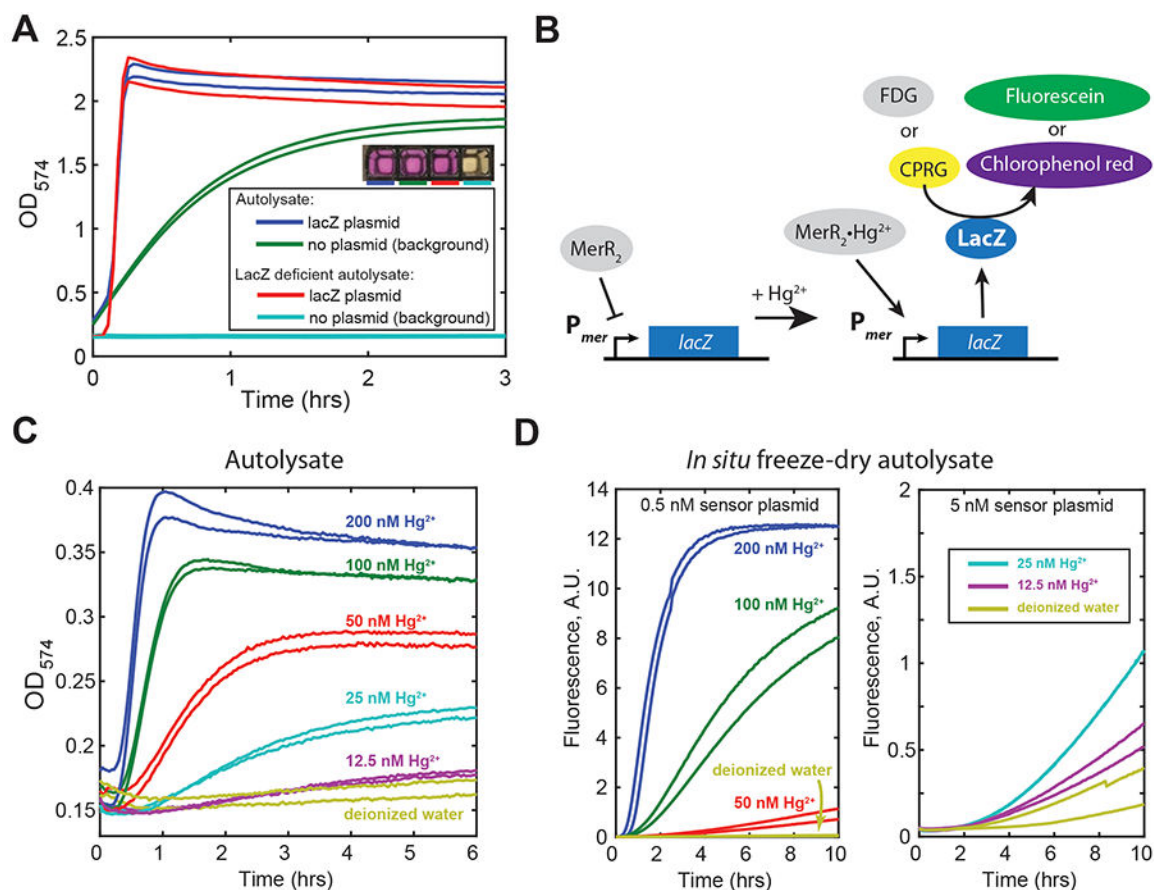 A
2.5
2
1.5
1
0.5
0
OD574
0 1 2 3
Time (hrs)
Autolysate:
lacZ plasmid
no plasmid (background)
LacZ deficient autolysate:
lacZ plasmid
no plasmid (background)
B
FDG
or
CPRG
Fluorescein
or
Chlorophenol red
LacZ
MerR2
MerR2•Hg²⁺
+ Hg²⁺
Pmer
lacZ
Pmer
lacZ
C
Autolysate
0.4
0.35
0.3
0.25
0.2
0.15
OD574
200 nM Hg²⁺
100 nM Hg²⁺
50 nM Hg²⁺
25 nM Hg²⁺
12.5 nM Hg²⁺
deionized water
0 1 2 3 4 5 6
Time (hrs)
D
In situ freeze-dry autolysate
14
12
10
8
6
4
2
0
Fluorescence, A.U.
0.5 nM sensor plasmid
200 nM Hg²⁺
100 nM Hg²⁺
deionized water
50 nM Hg²⁺
0 2 4 6 8 10
Time (hrs)
2
1.5
1
0.5
0
Fluorescence, A.U.
5 nM sensor plasmid
25 nM Hg²⁺
12.5 nM Hg²⁺
deionized water
0 2 4 6 8 10
Time (hrs)